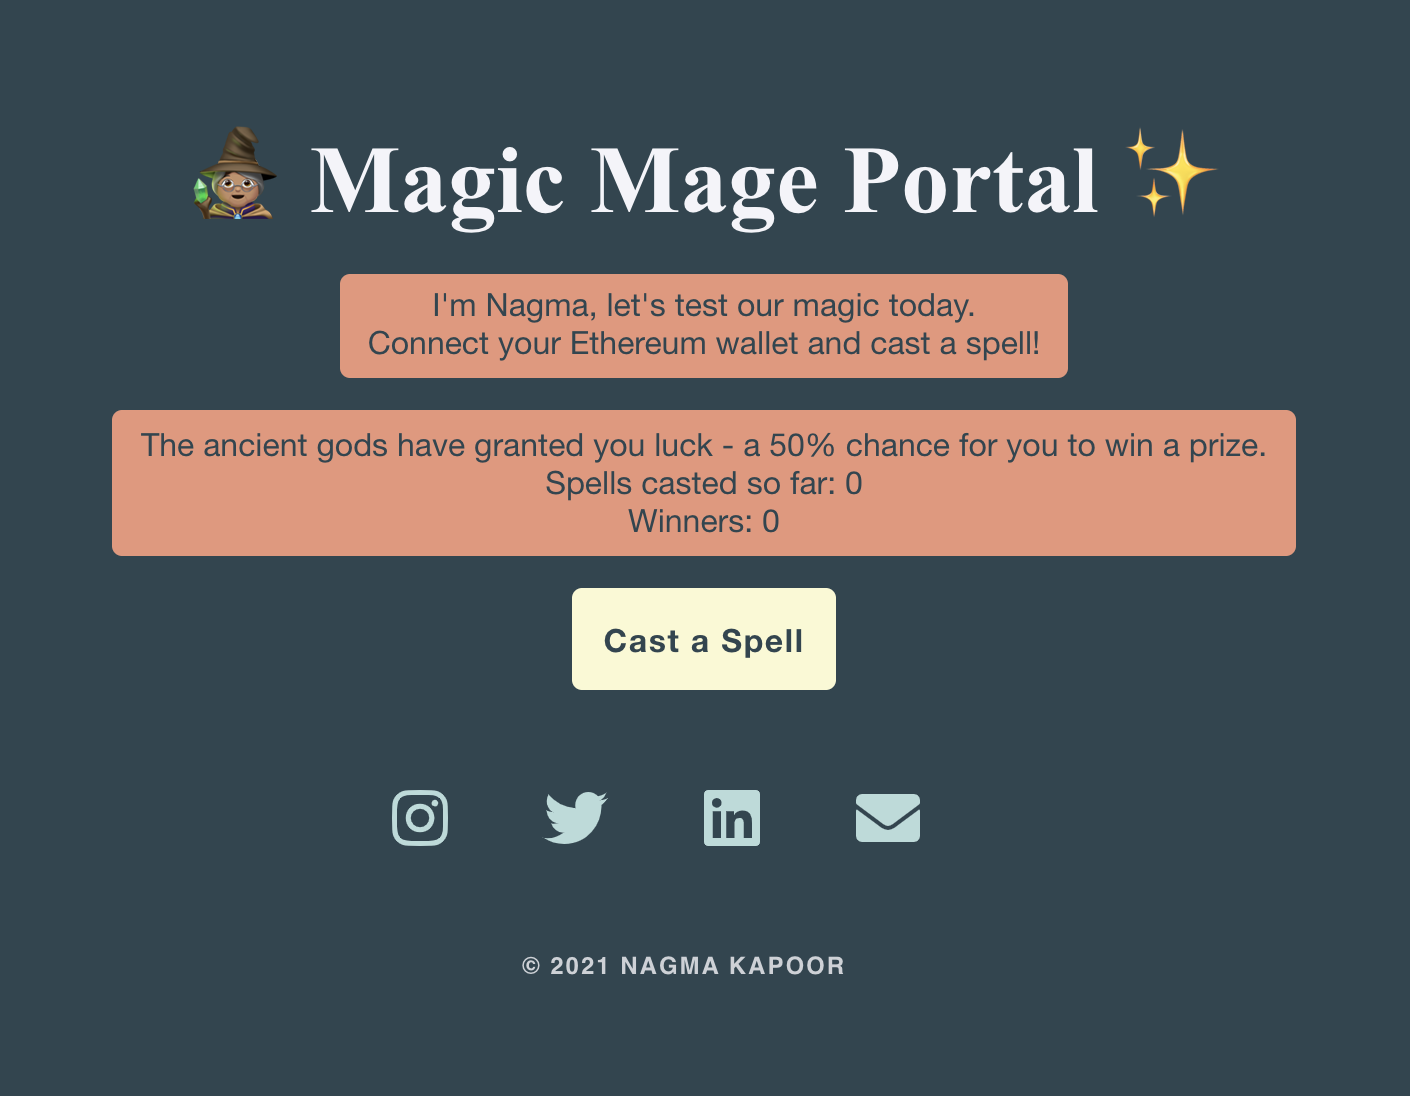 Magic Mage Portal
I'm Nagma, let's test our magic today.
Connect your Ethereum wallet and cast a spell!
The ancient gods have granted you luck - a 50% chance for you to win a prize.
Spells casted so far: 0
Winners: 0
Cast a Spell
in
© 2021 NAGMA KAPOOR